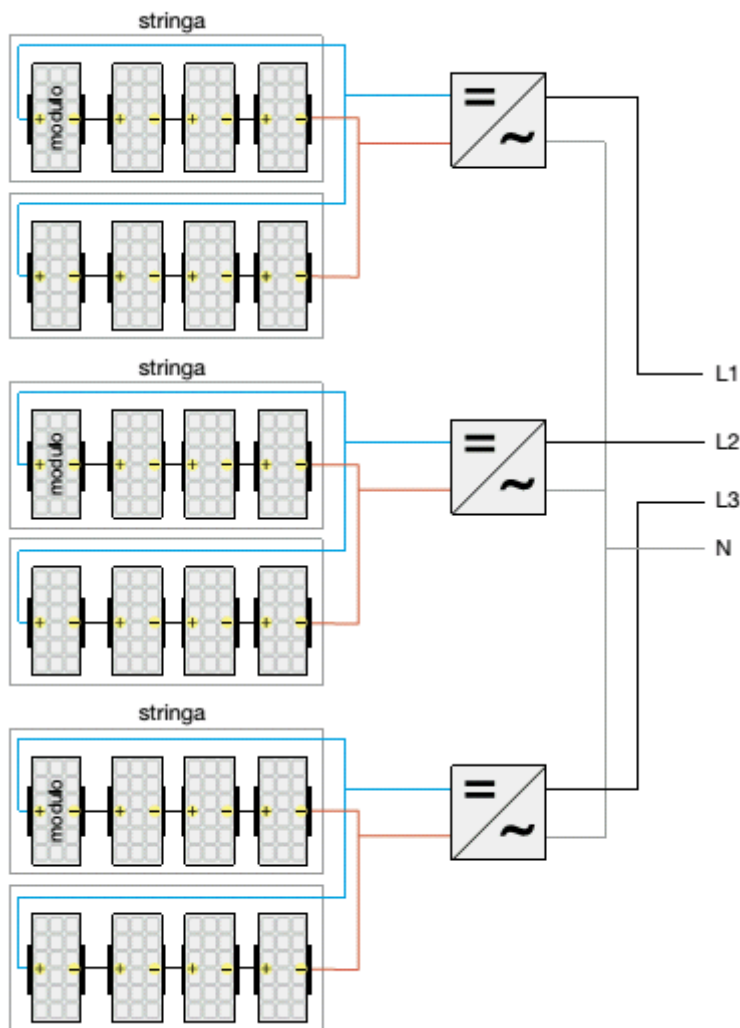 stringa
modulo
+ − + − + − + −
= ~
+ − + − + − + −
L1
stringa
L2
modulo
+ − + − + − + −
= ~
L3
N
+ − + − + − + −
stringa
modulo
+ − + − + − + −
= ~
+ − + − + − + −